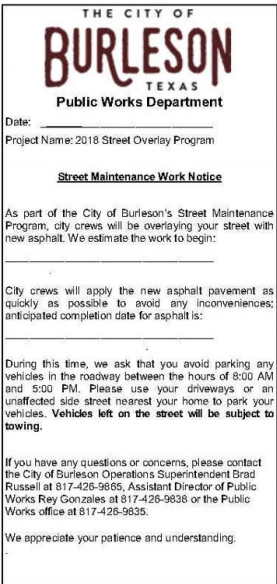 THE CITY OF
BURLESON
TEXAS
Public Works Department
Date: ____________________
Project Name: 2018 Street Overlay Program
Street Maintenance Work Notice
As part of the City of Burleson's Street Maintenance
Program, city crews will be overlaying your street with
new asphalt. We estimate the work to begin:
____________________
.
City crews will apply the new asphalt pavement as
quickly as possible to avoid any inconveniences;
anticipated completion date for asphalt is:
____________________
.
During this time, we ask that you avoid parking any
vehicles in the roadway between the hours of 8:00 AM
and 5:00 PM. Please use your driveways or an
unaffected side street nearest your home to park your
vehicles. Vehicles left on the street will be subject to
towing.
If you have any questions or concerns, please contact
the City of Burleson Operations Superintendent Brad
Russell at 817-426-9865, Assistant Director of Public
Works Rey Gonzales at 817-426-9838 or the Public
Works office at 817-426-9835.
We appreciate your patience and understanding.
.